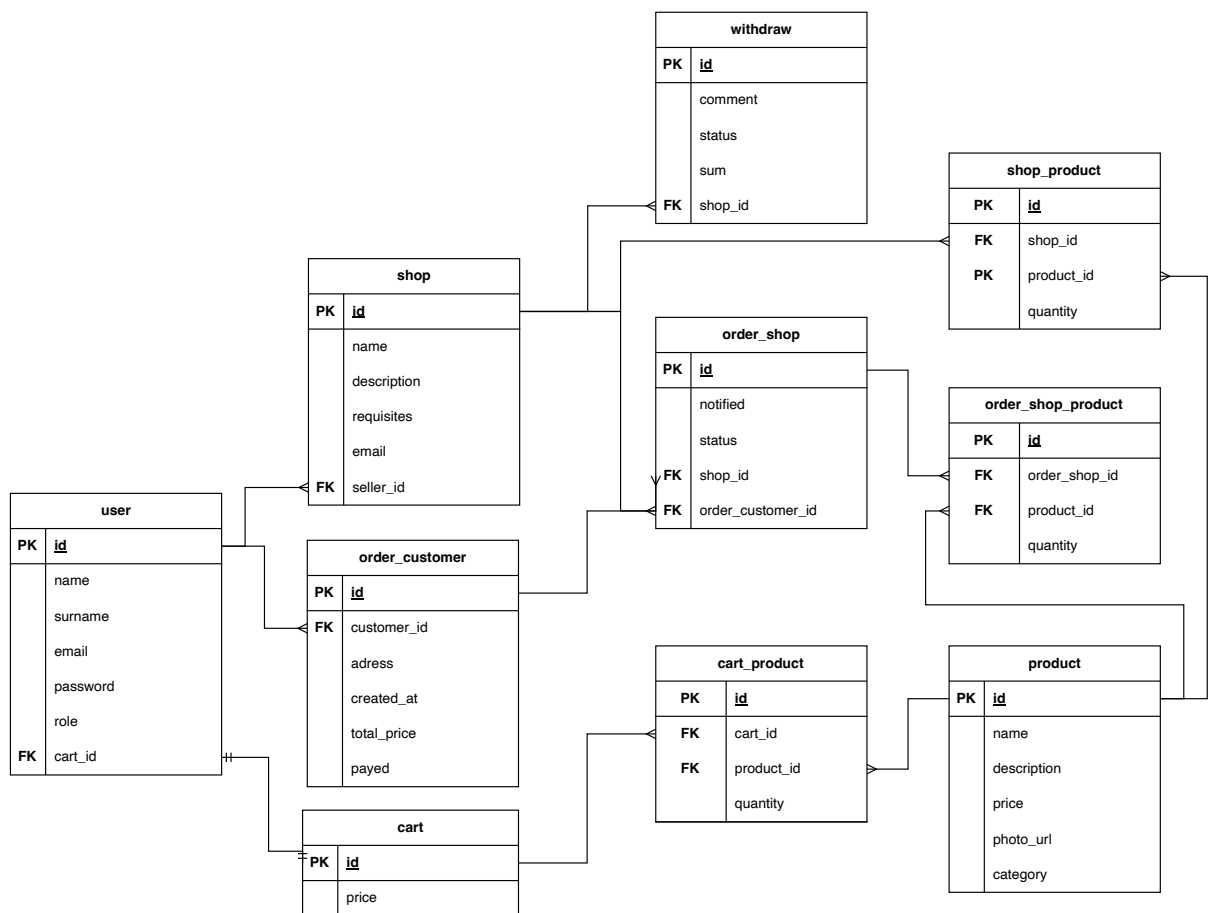 withdraw
PK id
comment
status
sum
FK shop_id
shop_product
PK id
FK shop_id
PK product_id
quantity
shop
PK id
name
description
requisites
email
FK seller_id
order_shop
PK id
notified
status
FK shop_id
FK order_customer_id
order_shop_product
PK id
FK order_shop_id
FK product_id
quantity
user
PK id
name
surname
email
password
role
FK cart_id
order_customer
PK id
FK customer_id
adress
created_at
total_price
payed
cart_product
PK id
FK cart_id
FK product_id
quantity
product
PK id
name
description
price
photo_url
category
cart
PK id
price